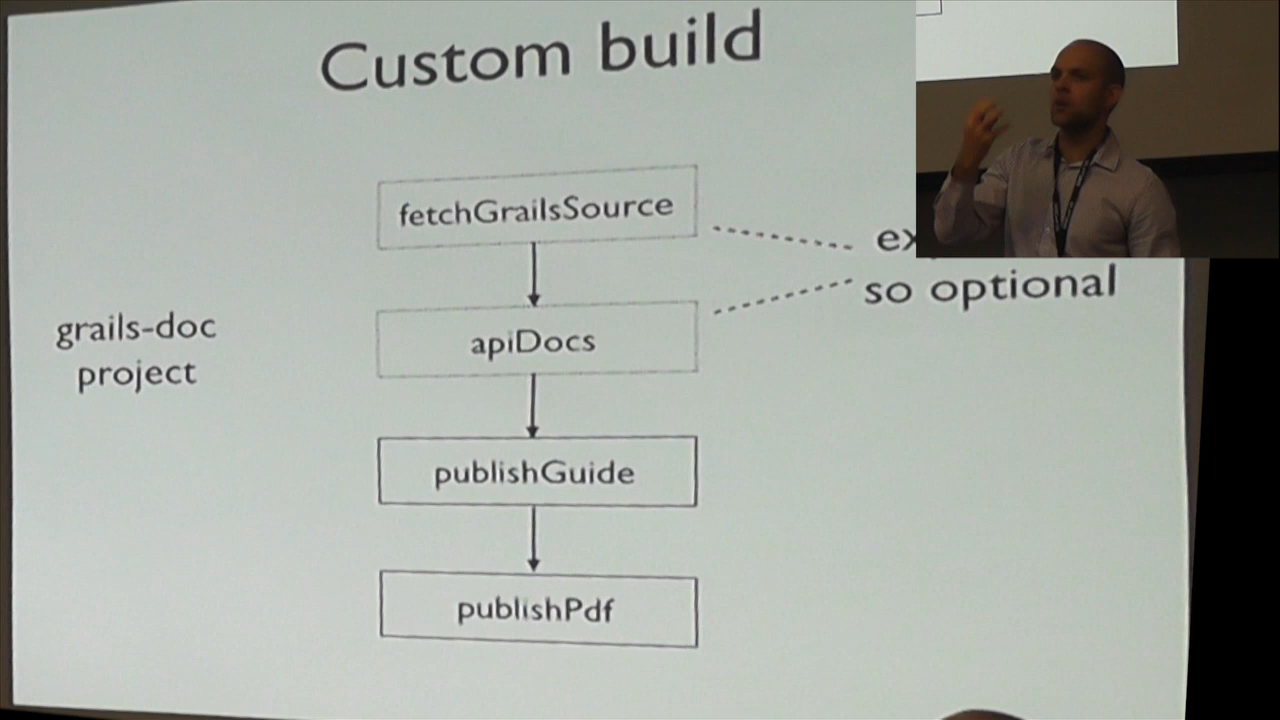 Custom build
fetchGrailsSource
so optional
grails-doc
project
apiDocs
publishGuide
publishPdf